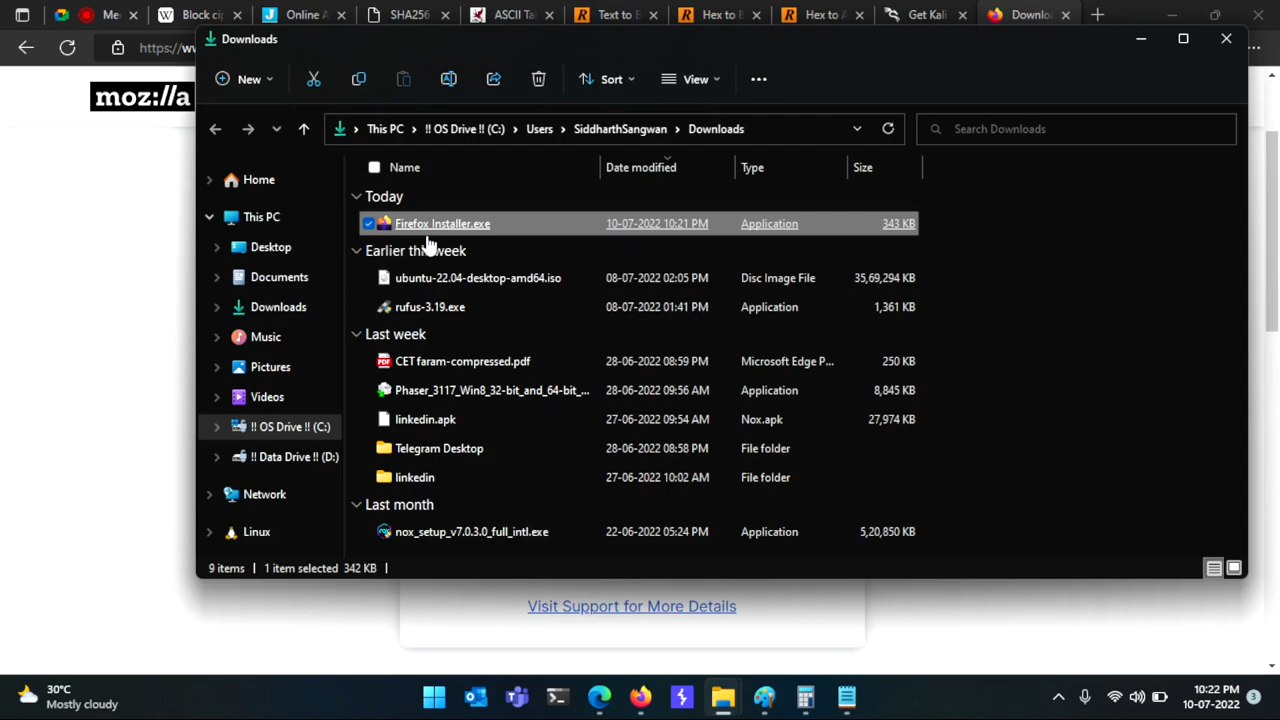 Me
Block cip
Online A
SHA256
ASCII Ta
Text to B
Hex to B
Hex to A
Get Kali
Downlo
https://w
moz://a
Downloads
New
Sort
View
This PC
!! OS Drive !! (C:)
Users
SiddharthSangwan
Downloads
Search Downloads
Name
Date modified
Type
Size
Home
This PC
Desktop
Documents
Downloads
Music
Pictures
Videos
!! OS Drive !! (C:)
!! Data Drive !! (D:)
Network
Linux
Today
Firefox Installer.exe 10-07-2022 10:21 PM Application 343 KB
Earlier this week
ubuntu-22.04-desktop-amd64.iso 08-07-2022 02:05 PM Disc Image File 35,69,294 KB
rufus-3.19.exe 08-07-2022 01:41 PM Application 1,361 KB
Last week
CET faram-compressed.pdf 28-06-2022 08:59 PM Microsoft Edge P... 250 KB
Phaser_3117_Win8_32-bit_and_64-bit_... 28-06-2022 09:56 AM Application 8,845 KB
linkedin.apk 27-06-2022 09:54 AM Nox.apk 27,974 KB
Telegram Desktop 28-06-2022 08:58 PM File folder
linkedin 27-06-2022 10:02 AM File folder
Last month
nox_setup_v7.0.3.0_full_intl.exe 22-06-2022 05:24 PM Application 5,20,850 KB
9 items 1 item selected 342 KB
Visit Support for More Details
30°C
Mostly cloudy
10:22 PM
10-07-2022
3